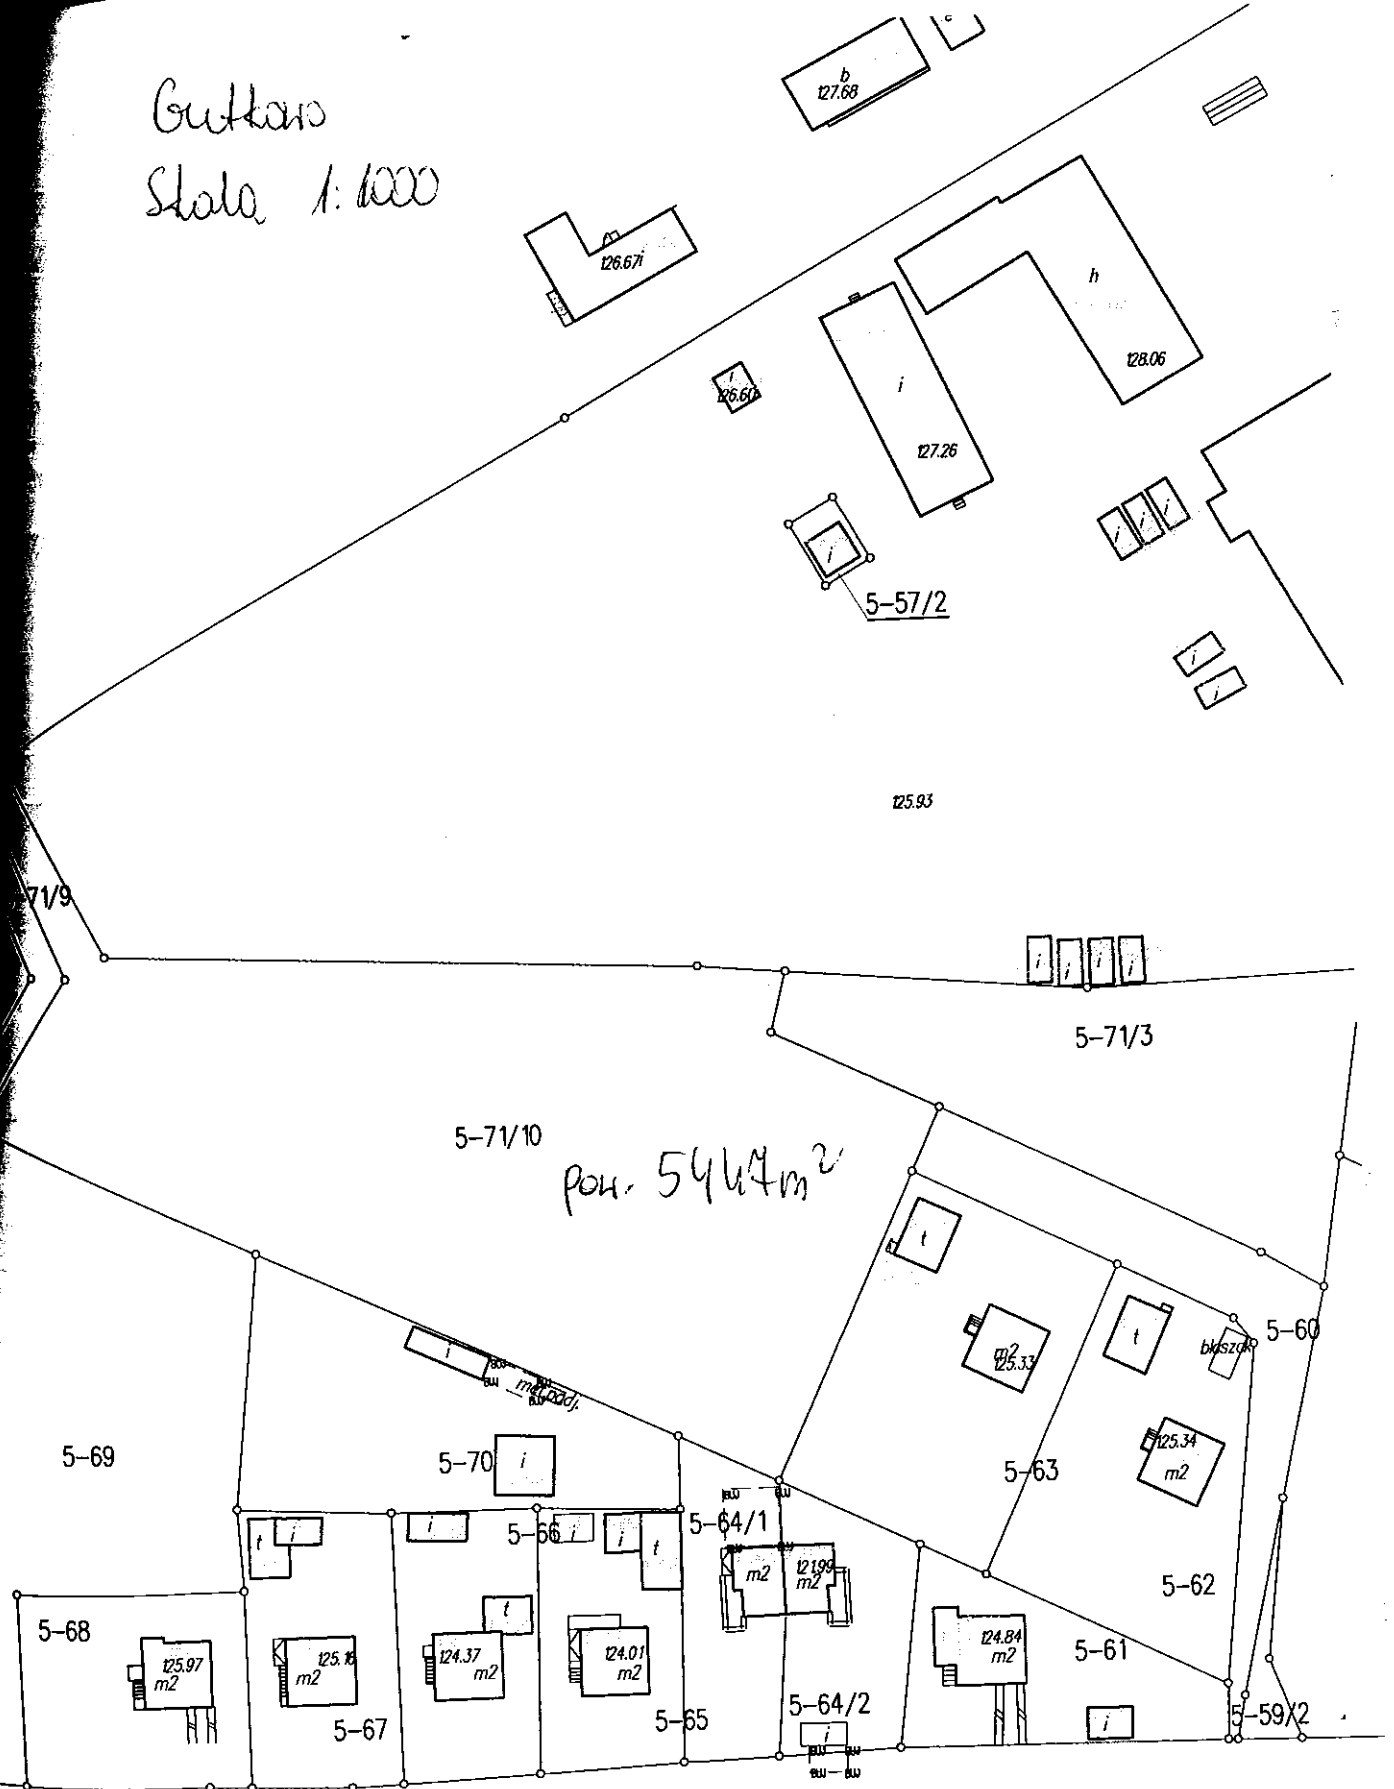 Gutkowo
Skala 1:1000
b
127.68
c
126.67i
h
128.06
i
126.60
i
127.26
i
i
i
i
5-57/2
i
i
125.93
71/9
i
i
i
i
5-71/3
5-71/10
pow. 5447m²
t
m2
125.33
t
blaszak
5-60
i
5-69
5-70
i
5-63
125.34
m2
t
i
i
5-66
i
i
t
5-64/1
m2
121.99
m2
5-62
5-68
t
125.97
m2
125.16
m2
124.37
m2
124.01
m2
124.84
m2
5-61
5-67
5-65
5-64/2
i
i
5-59/2